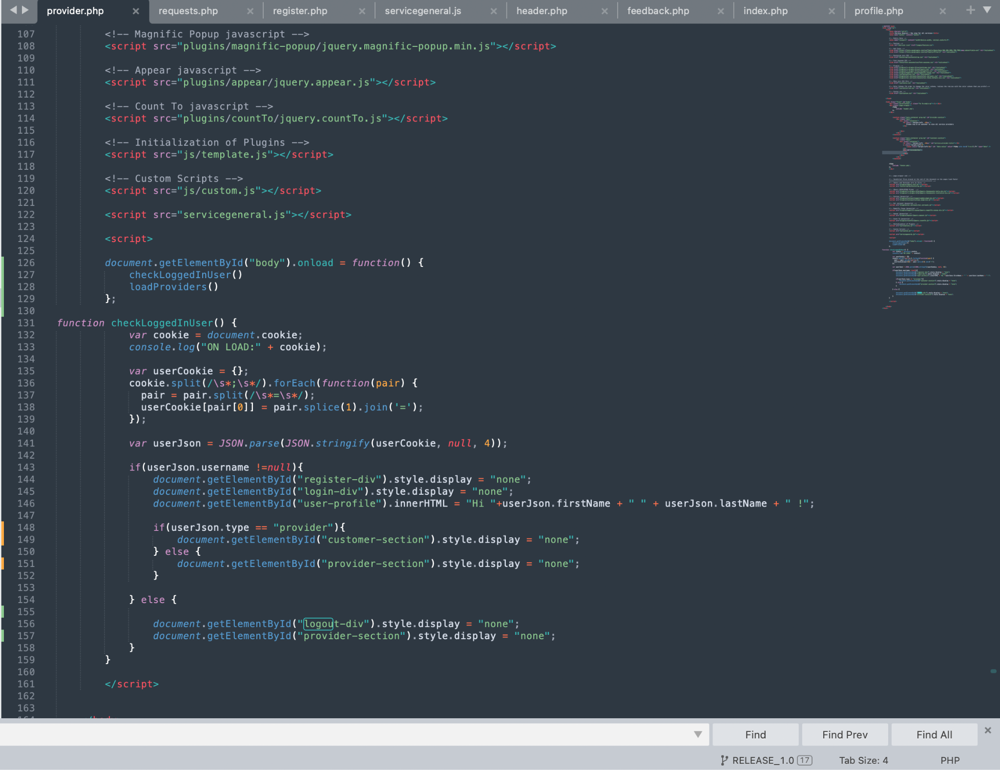 provider.php × requests.php × register.php × servicegeneral.js × header.php × feedback.php × index.php × profile.php × +
107 <!-- Magnific Popup javascript -->
108 <script src="plugins/magnific-popup/jquery.magnific-popup.min.js"></script>
109
110 <!-- Appear javascript -->
111 <script src="plugins/appear/jquery.appear.js"></script>
112
113 <!-- Count To javascript -->
114 <script src="plugins/countTo/jquery.countTo.js"></script>
115
116 <!-- Initialization of Plugins -->
117 <script src="js/template.js"></script>
118
119 <!-- Custom Scripts -->
120 <script src="js/custom.js"></script>
121
122 <script src="servicegeneral.js"></script>
123
124 <script>
125
126 document.getElementById("body").onload = function() {
127 checkLoggedInUser()
128 loadProviders()
129 };
130
131 function checkLoggedInUser() {
132 var cookie = document.cookie;
133 console.log("ON LOAD:" + cookie);
134
135 var userCookie = {};
136 cookie.split(/\s*;\s*/).forEach(function(pair) {
137 pair = pair.split(/\s*=\s*/);
138 userCookie[pair[0]] = pair.splice(1).join('=');
139 });
140
141 var userJson = JSON.parse(JSON.stringify(userCookie, null, 4));
142
143 if(userJson.username !=null){
144 document.getElementById("register-div").style.display = "none";
145 document.getElementById("login-div").style.display = "none";
146 document.getElementById("user-profile").innerHTML = "Hi "+userJson.firstName + " " + userJson.lastName + " !";
147
148 if(userJson.type == "provider"){
149 document.getElementById("customer-section").style.display = "none";
150 } else {
151 document.getElementById("provider-section").style.display = "none";
152 }
153
154 } else {
155
156 document.getElementById("logout-div").style.display = "none";
157 document.getElementById("provider-section").style.display = "none";
158 }
159 }
160
161 </script>
162
163
Find Find Prev Find All ×
RELEASE_1.0 17 Tab Size: 4 PHP